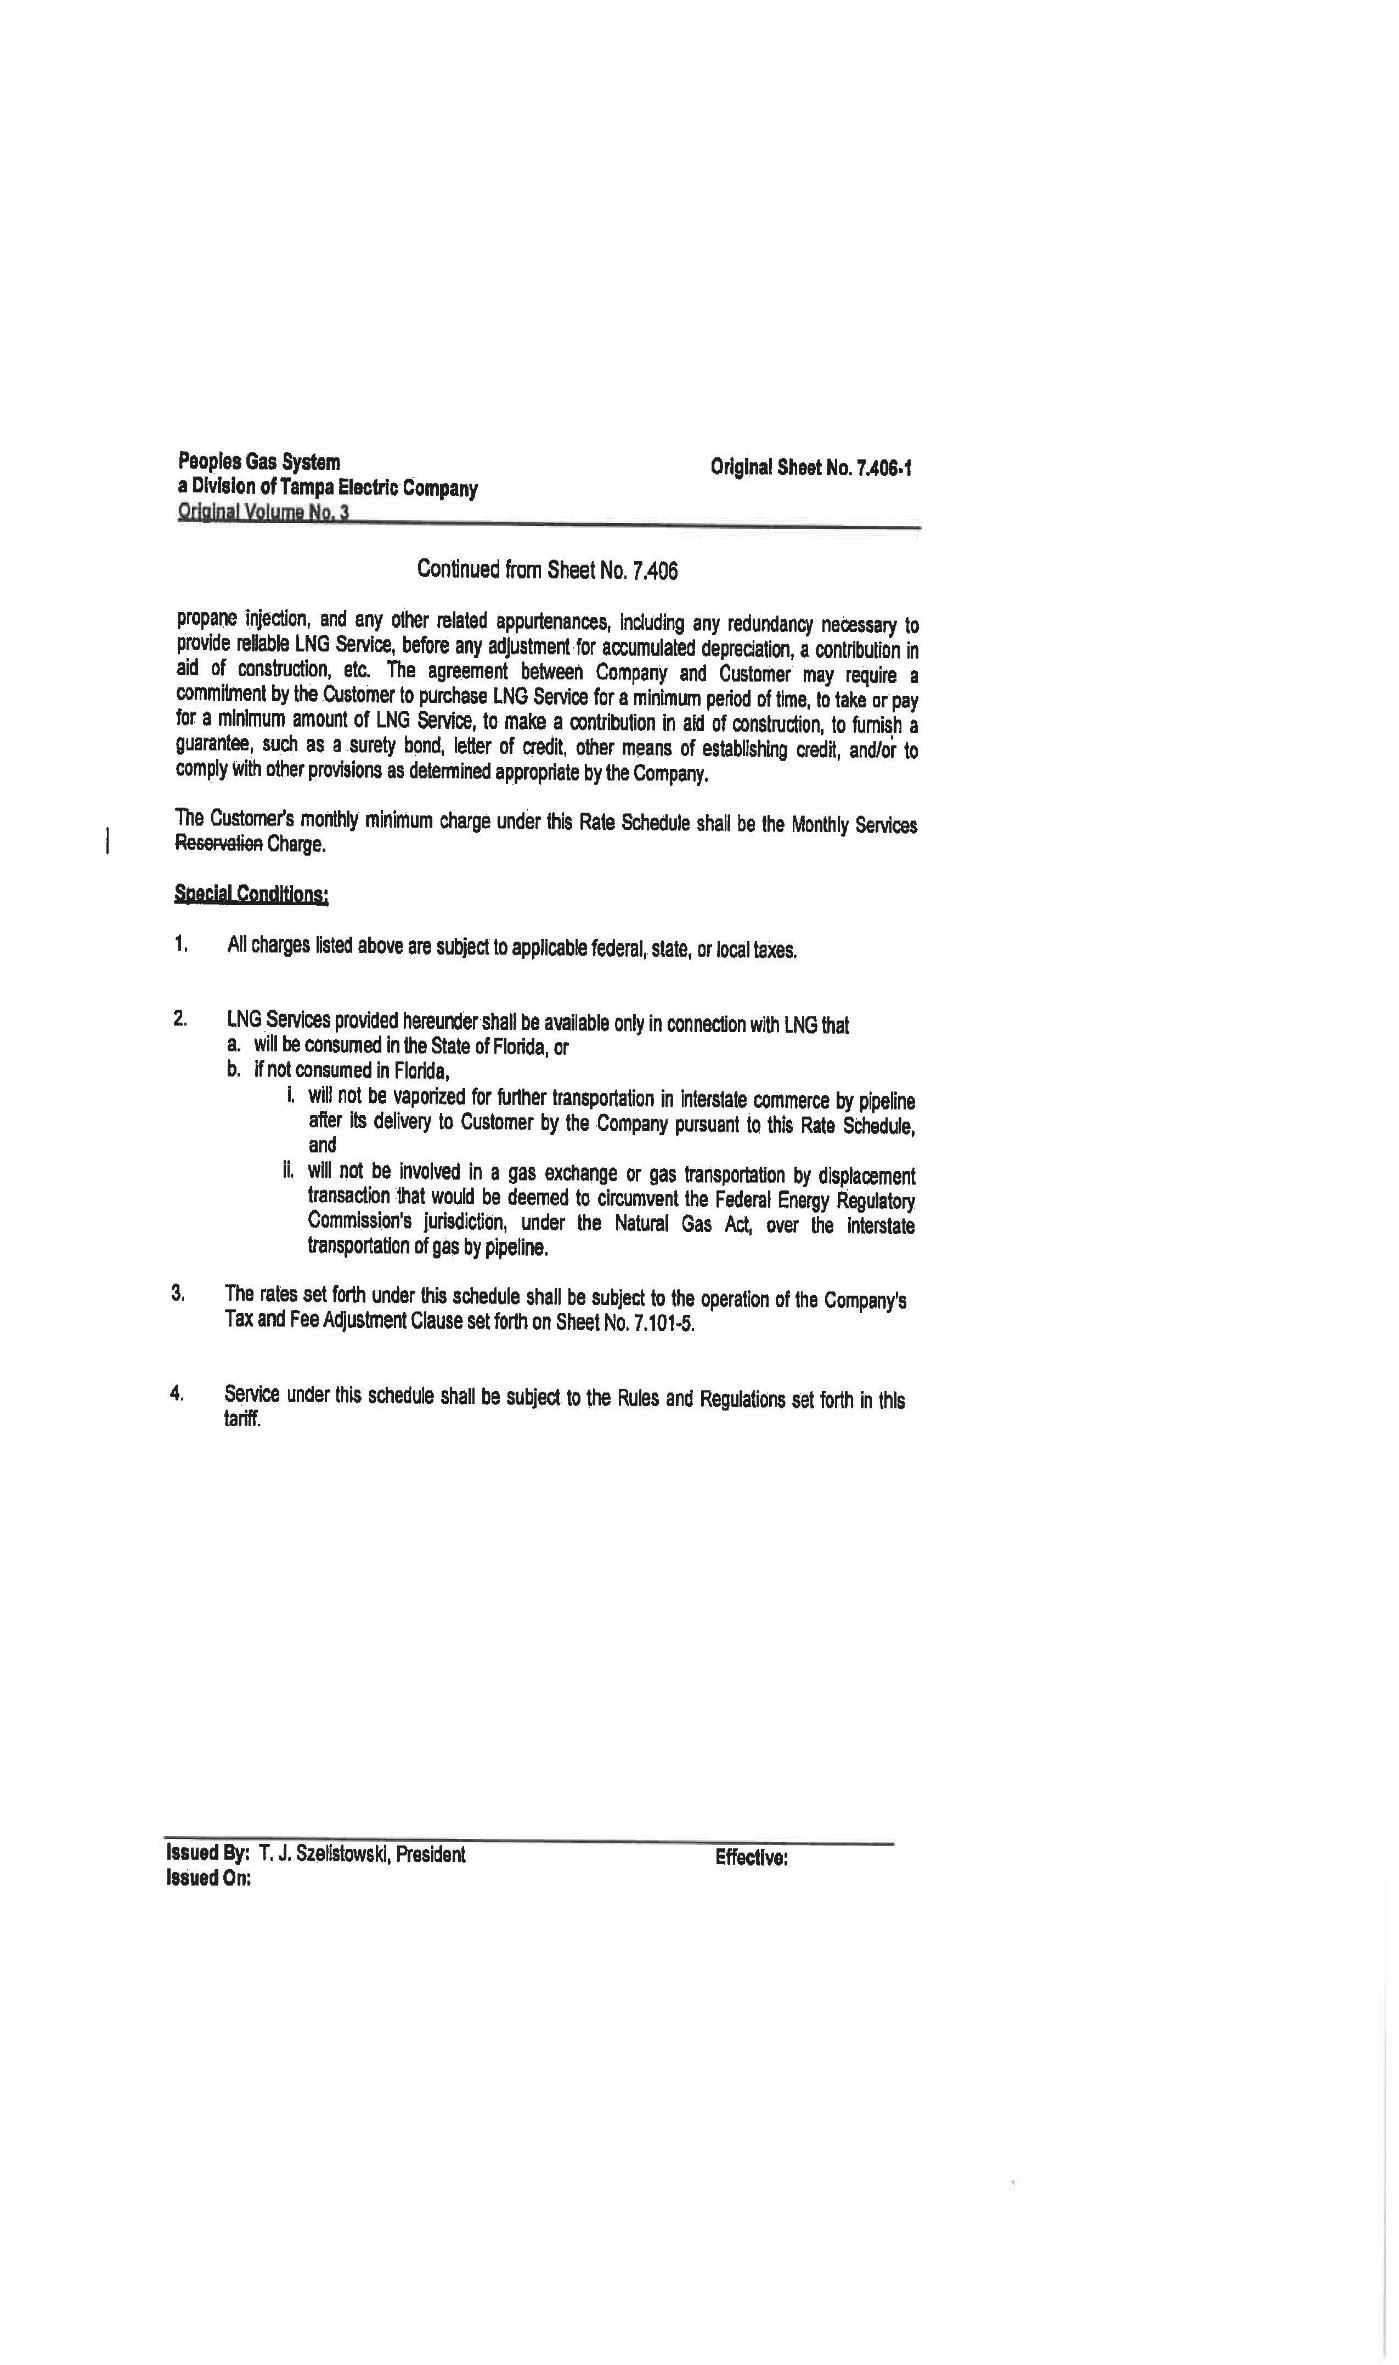 Peoples Gas System
a Division of Tampa Electric Company
Original Volume No. 3
Original Sheet No. 7.406-1
Continued from Sheet No. 7.406
propane injection, and any other related appurtenances, including any redundancy necessary to
provide reliable LNG Service, before any adjustment for accumulated depreciation, a contribution in
aid of construction, etc. The agreement between Company and Customer may require a
commitment by the Customer to purchase LNG Service for a minimum period of time, to take or pay
for a minimum amount of LNG Service, to make a contribution in aid of construction, to furnish a
guarantee, such as a surety bond, letter of credit, other means of establishing credit, and/or to
comply with other provisions as determined appropriate by the Company.
The Customer's monthly minimum charge under this Rate Schedule shall be the Monthly Services
Reservation Charge.
Special Conditions:
1. All charges listed above are subject to applicable federal, state, or local taxes.
2. LNG Services provided hereunder shall be available only in connection with LNG that
a. will be consumed in the State of Florida, or
b. if not consumed in Florida,
i. will not be vaporized for further transportation in interstate commerce by pipeline
after its delivery to Customer by the Company pursuant to this Rate Schedule,
and
ii. will not be involved in a gas exchange or gas transportation by displacement
transaction that would be deemed to circumvent the Federal Energy Regulatory
Commission's jurisdiction, under the Natural Gas Act, over the interstate
transportation of gas by pipeline.
3. The rates set forth under this schedule shall be subject to the operation of the Company's
Tax and Fee Adjustment Clause set forth on Sheet No. 7.101-5.
4. Service under this schedule shall be subject to the Rules and Regulations set forth in this
tariff.
Issued By: T. J. Szelistowski, President
Issued On:
Effective: